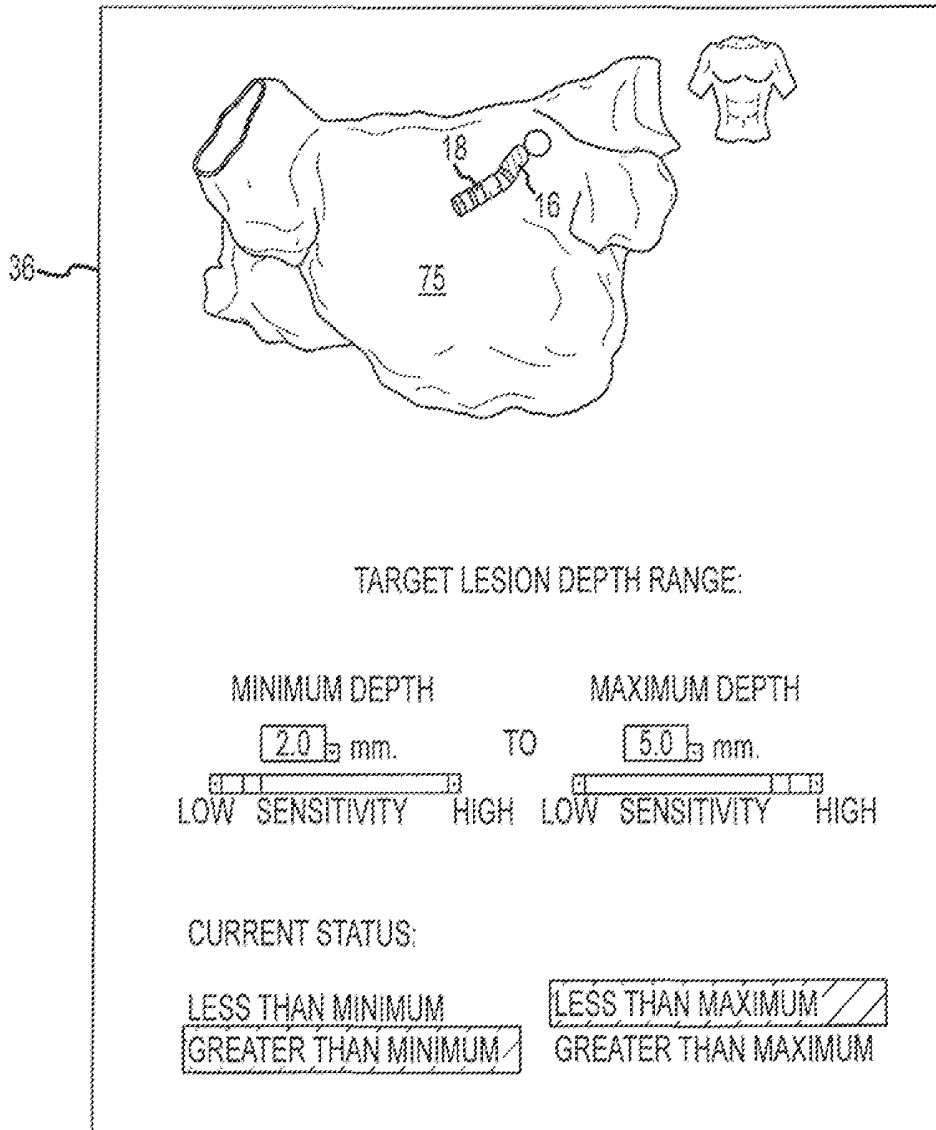 18
16
36
75
TARGET LESION DEPTH RANGE:
MINIMUM DEPTH MAXIMUM DEPTH
2.0 mm. TO 5.0 mm.
LOW SENSITIVITY HIGH LOW SENSITIVITY HIGH
CURRENT STATUS:
LESS THAN MINIMUM LESS THAN MAXIMUM
GREATER THAN MINIMUM GREATER THAN MAXIMUM